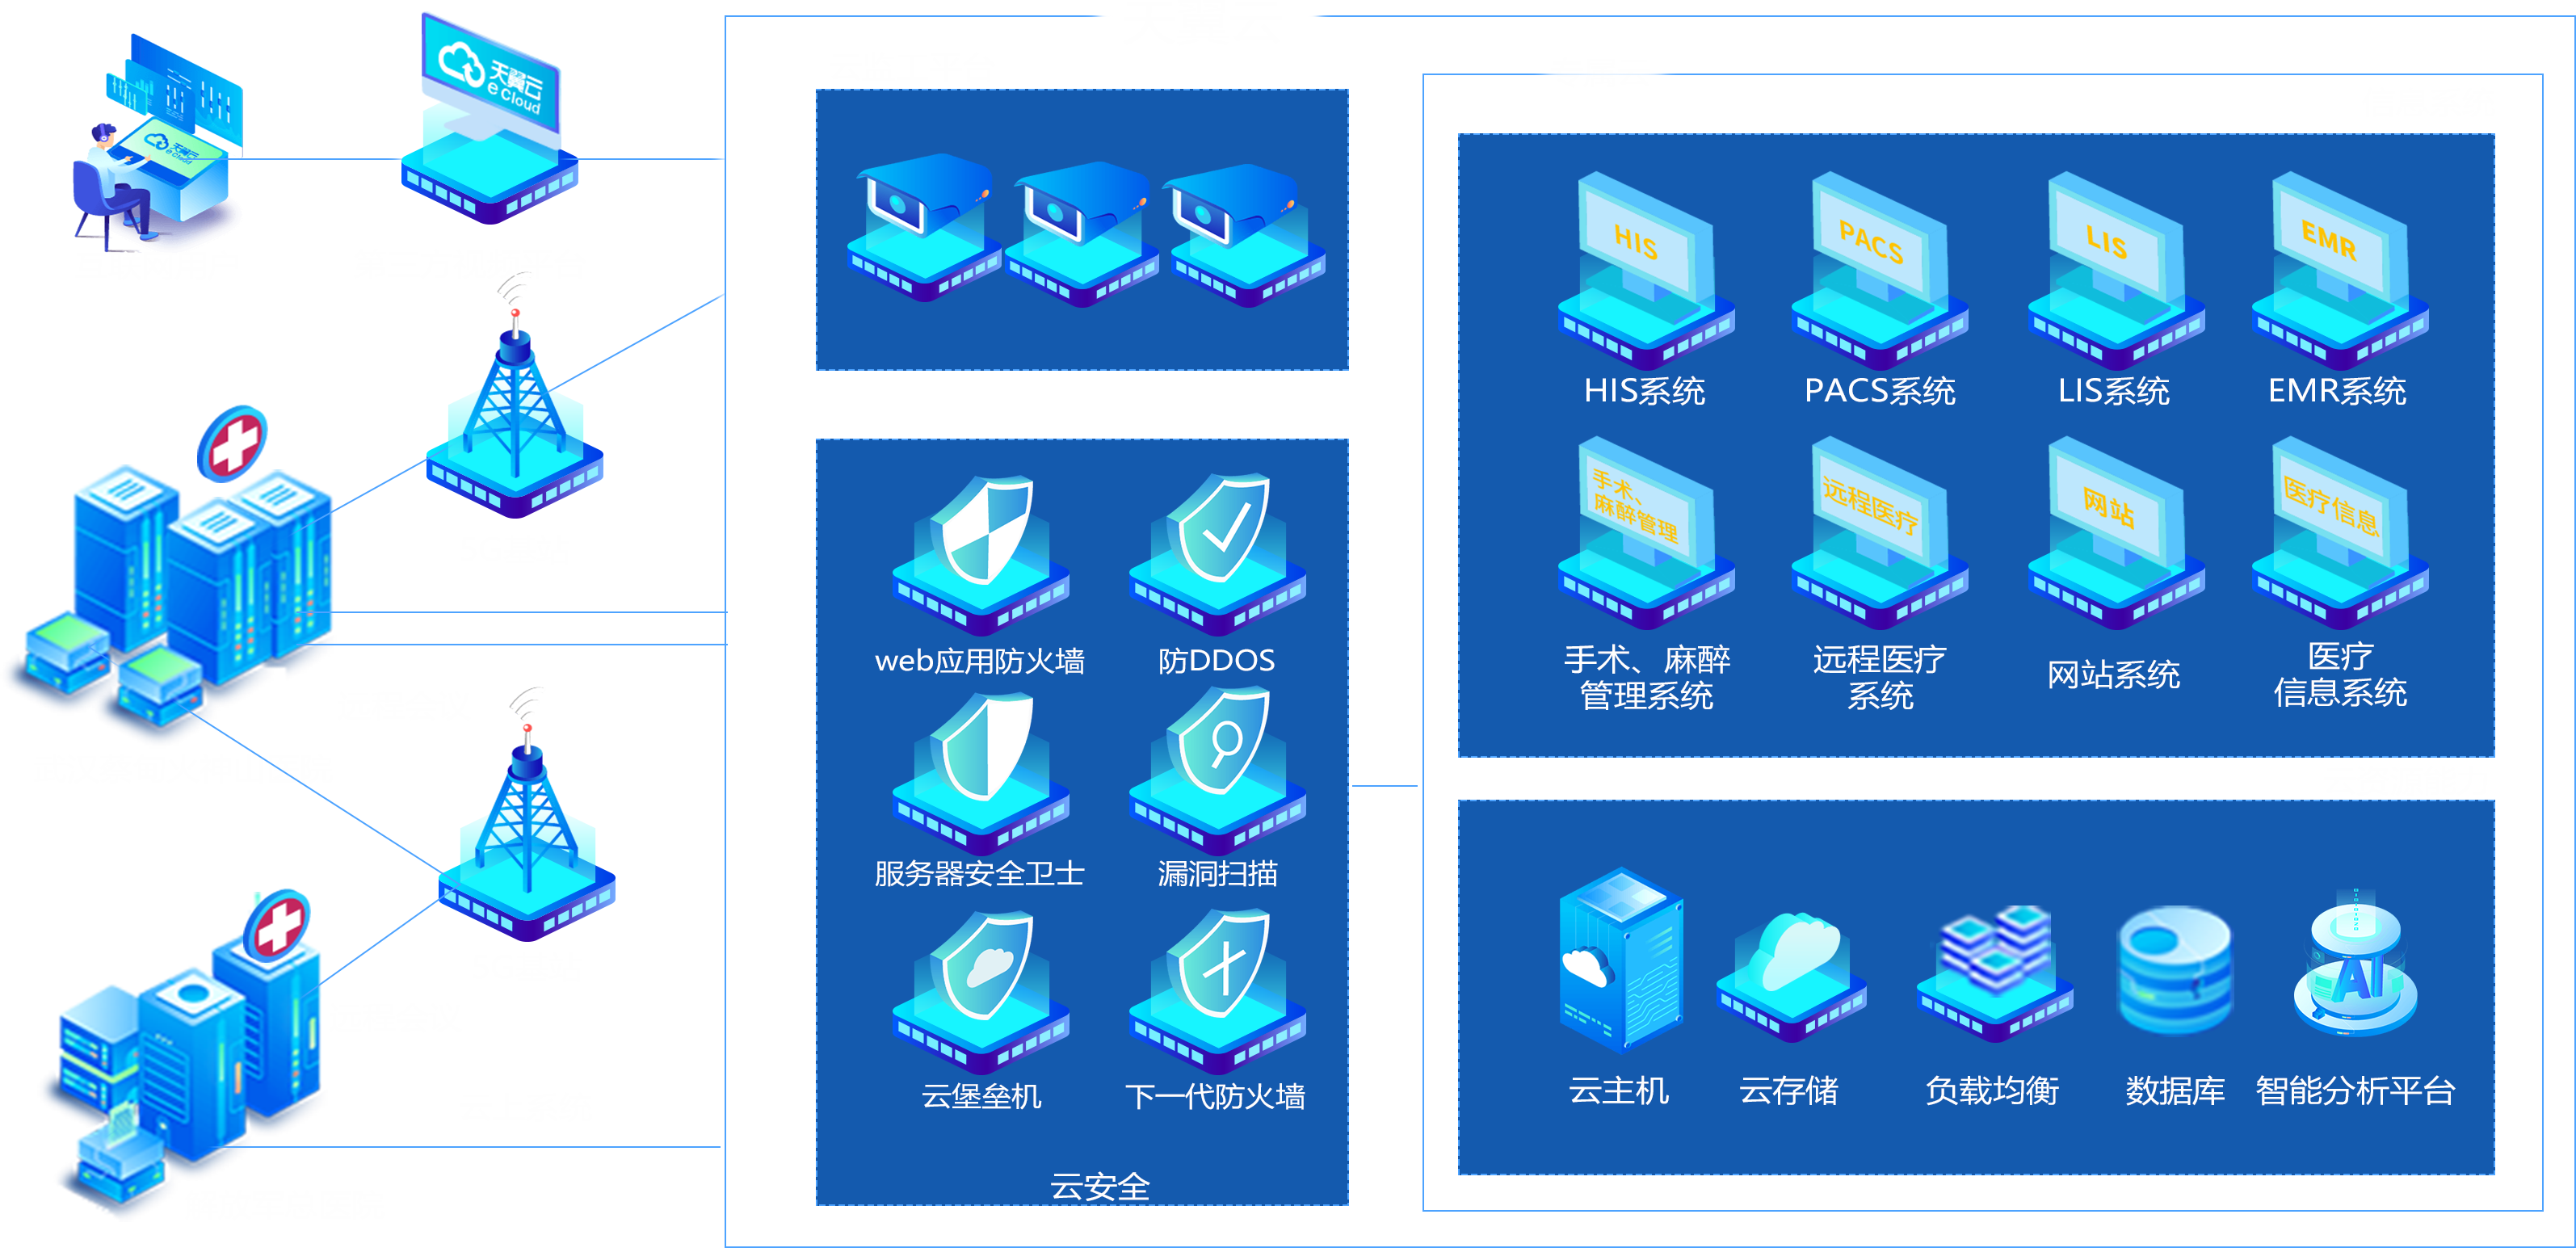 天翼云
e Cloud
天翼云
e Cloud
HIS
PACS
LIS
EMR
HIS系统
PACS系统
LIS系统
EMR系统
手术、
麻醉管理
远程医疗
网站
医疗信息
手术、麻醉
管理系统
远程医疗
系统
网站系统
医疗
信息系统
web应用防火墙
防DDOS
服务器安全卫士
漏洞扫描
云堡垒机
下一代防火墙
云安全
云主机
云存储
负载均衡
数据库
AI
智能分析平台